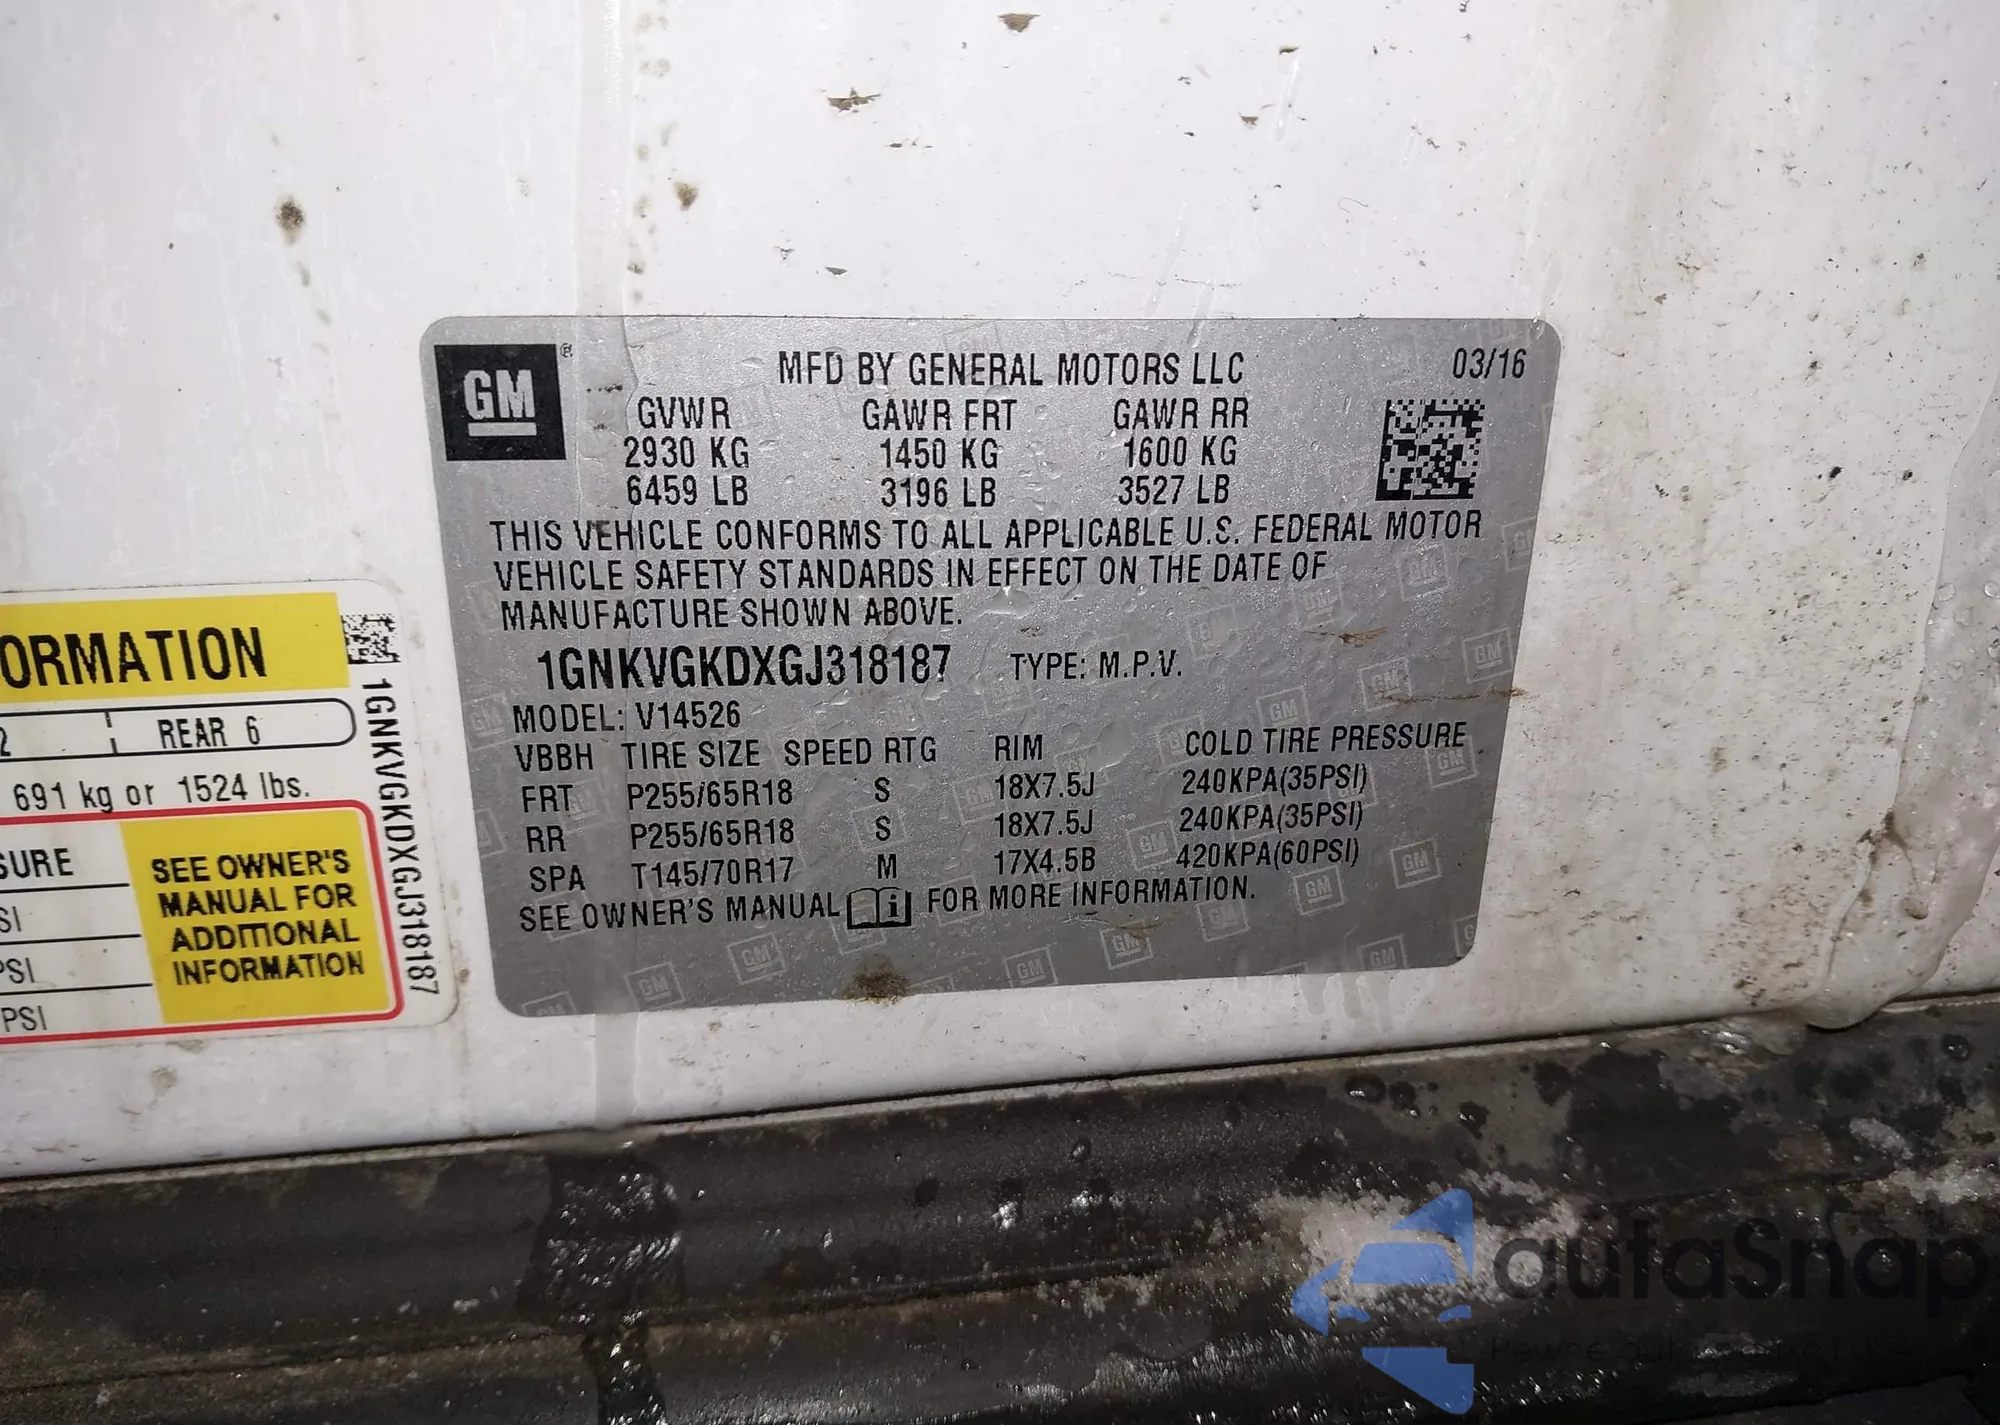 GM ®
MFD BY GENERAL MOTORS LLC 03/16
GVWR GAWR FRT GAWR RR
2930 KG 1450 KG 1600 KG
6459 LB 3196 LB 3527 LB
THIS VEHICLE CONFORMS TO ALL APPLICABLE U.S. FEDERAL MOTOR
VEHICLE SAFETY STANDARDS IN EFFECT ON THE DATE OF
MANUFACTURE SHOWN ABOVE.
1GNKVGKDXGJ318187 TYPE: M.P.V.
MODEL: V14526
VBBH TIRE SIZE SPEED RTG RIM COLD TIRE PRESSURE
FRT P255/65R18 S 18X7.5J 240KPA(35PSI)
RR P255/65R18 S 18X7.5J 240KPA(35PSI)
SPA T145/70R17 M 17X4.5B 420KPA(60PSI)
SEE OWNER'S MANUAL i FOR MORE INFORMATION.
ORMATION
2 REAR 6
691 kg or 1524 lbs.
SURE
SI
PSI
PSI
SEE OWNER'S
MANUAL FOR
ADDITIONAL
INFORMATION
1GNKVGKDXGJ318187
autaSnap